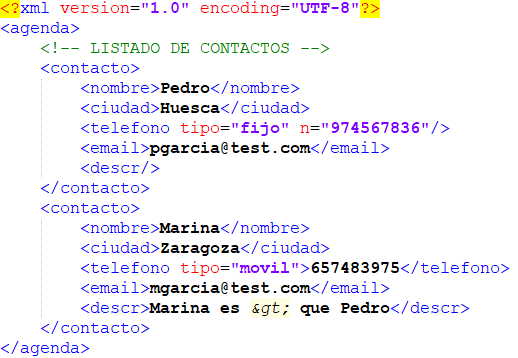 <?xml version="1.0" encoding="UTF-8"?>
<agenda>
    <!-- LISTADO DE CONTACTOS -->
    <contacto>
        <nombre>Pedro</nombre>
        <ciudad>Huesca</ciudad>
        <telefono tipo="fijo" n="974567836"/>
        <email>pgarcia@test.com</email>
        <descr/>
    </contacto>
    <contacto>
        <nombre>Marina</nombre>
        <ciudad>Zaragoza</ciudad>
        <telefono tipo="movil">657483975</telefono>
        <email>mgarcia@test.com</email>
        <descr>Marina es &gt; que Pedro</descr>
    </contacto>
</agenda>